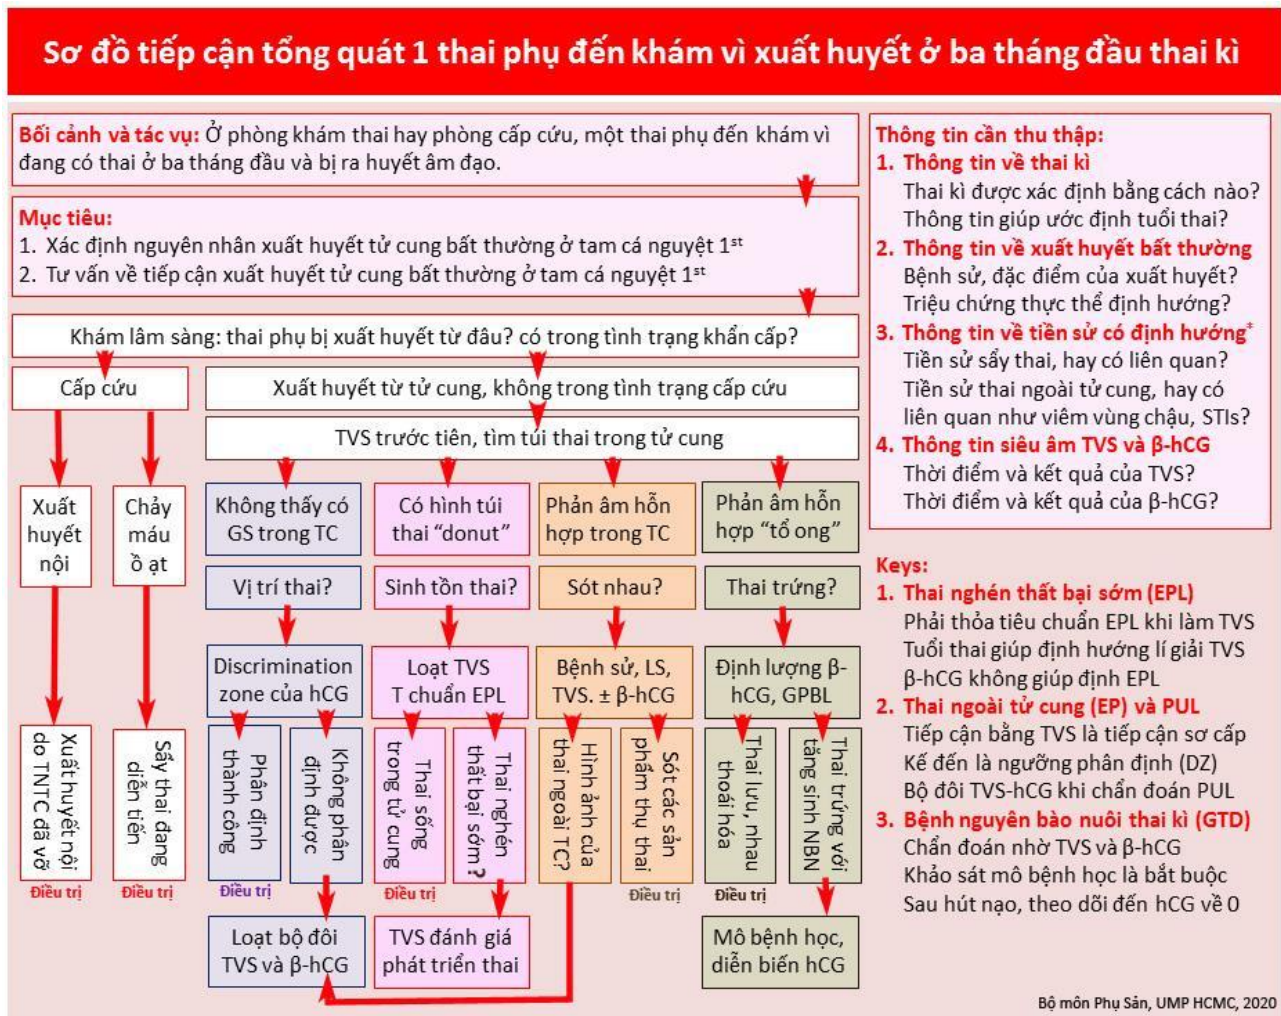 Sơ đồ tiếp cận tổng quát 1 thai phụ đến khám vì xuất huyết ở ba tháng đầu thai kì
Bối cảnh và tác vụ: Ở phòng khám thai hay phòng cấp cứu, một thai phụ đến khám vì
đang có thai ở ba tháng đầu và bị ra huyết âm đạo.
Mục tiêu:
1. Xác định nguyên nhân xuất huyết tử cung bất thường ở tam cá nguyệt 1st
2. Tư vấn về tiếp cận xuất huyết tử cung bất thường ở tam cá nguyệt 1st
Khám lâm sàng: thai phụ bị xuất huyết từ đâu? có trong tình trạng khẩn cấp?
Cấp cứu
Xuất huyết từ tử cung, không trong tình trạng cấp cứu
TVS trước tiên, tìm túi thai trong tử cung
Xuất
huyết
nội
Chảy
máu
ồ ạt
Không thấy có
GS trong TC
Có hình túi
thai “donut”
Phản âm hỗn
hợp trong TC
Phản âm hỗn
hợp “tổ ong”
Vị trí thai?
Sinh tồn thai?
Sót nhau?
Thai trứng?
Discrimination
zone của hCG
Loạt TVS
T chuẩn EPL
Bệnh sử, LS,
TVS. ± β-hCG
Định lượng β-
hCG, GPBL
Xuất huyết nội
do TNTC đã vỡ
Sẩy thai đang
diễn tiến
Phân định
thành công
Không phân
định được
Thai sống
trong tử cung
Thai nghén
thất bại sớm?
Hình ảnh của
thai ngoài TC?
Sót các sản
phẩm thụ thai
Thai lưu, nhau
thoái hóa
Thai trứng với
tăng sinh NBN
Điều trị
Điều trị
Điều trị
Điều trị
Điều trị
Điều trị
Loạt bộ đôi
TVS và β-hCG
TVS đánh giá
phát triển thai
Mô bệnh học,
diễn biến hCG
Thông tin cần thu thập:
1. Thông tin về thai kì
Thai kì được xác định bằng cách nào?
Thông tin giúp ước định tuổi thai?
2. Thông tin về xuất huyết bất thường
Bệnh sử, đặc điểm của xuất huyết?
Triệu chứng thực thể định hướng?
3. Thông tin về tiền sử có định hướng*
Tiền sử sẩy thai, hay có liên quan?
Tiền sử thai ngoài tử cung, hay có
liên quan như viêm vùng chậu, STIs?
4. Thông tin siêu âm TVS và β-hCG
Thời điểm và kết quả của TVS?
Thời điểm và kết quả của β-hCG?
Keys:
1. Thai nghén thất bại sớm (EPL)
Phải thỏa tiêu chuẩn EPL khi làm TVS
Tuổi thai giúp định hướng lí giải TVS
β-hCG không giúp định EPL
2. Thai ngoài tử cung (EP) và PUL
Tiếp cận bằng TVS là tiếp cận sơ cấp
Kế đến là ngưỡng phân định (DZ)
Bộ đôi TVS-hCG khi chẩn đoán PUL
3. Bệnh nguyên bào nuôi thai kì (GTD)
Chẩn đoán nhờ TVS và β-hCG
Khảo sát mô bệnh học là bắt buộc
Sau hút nạo, theo dõi đến hCG về 0
Bộ môn Phụ Sản, UMP HCMC, 2020